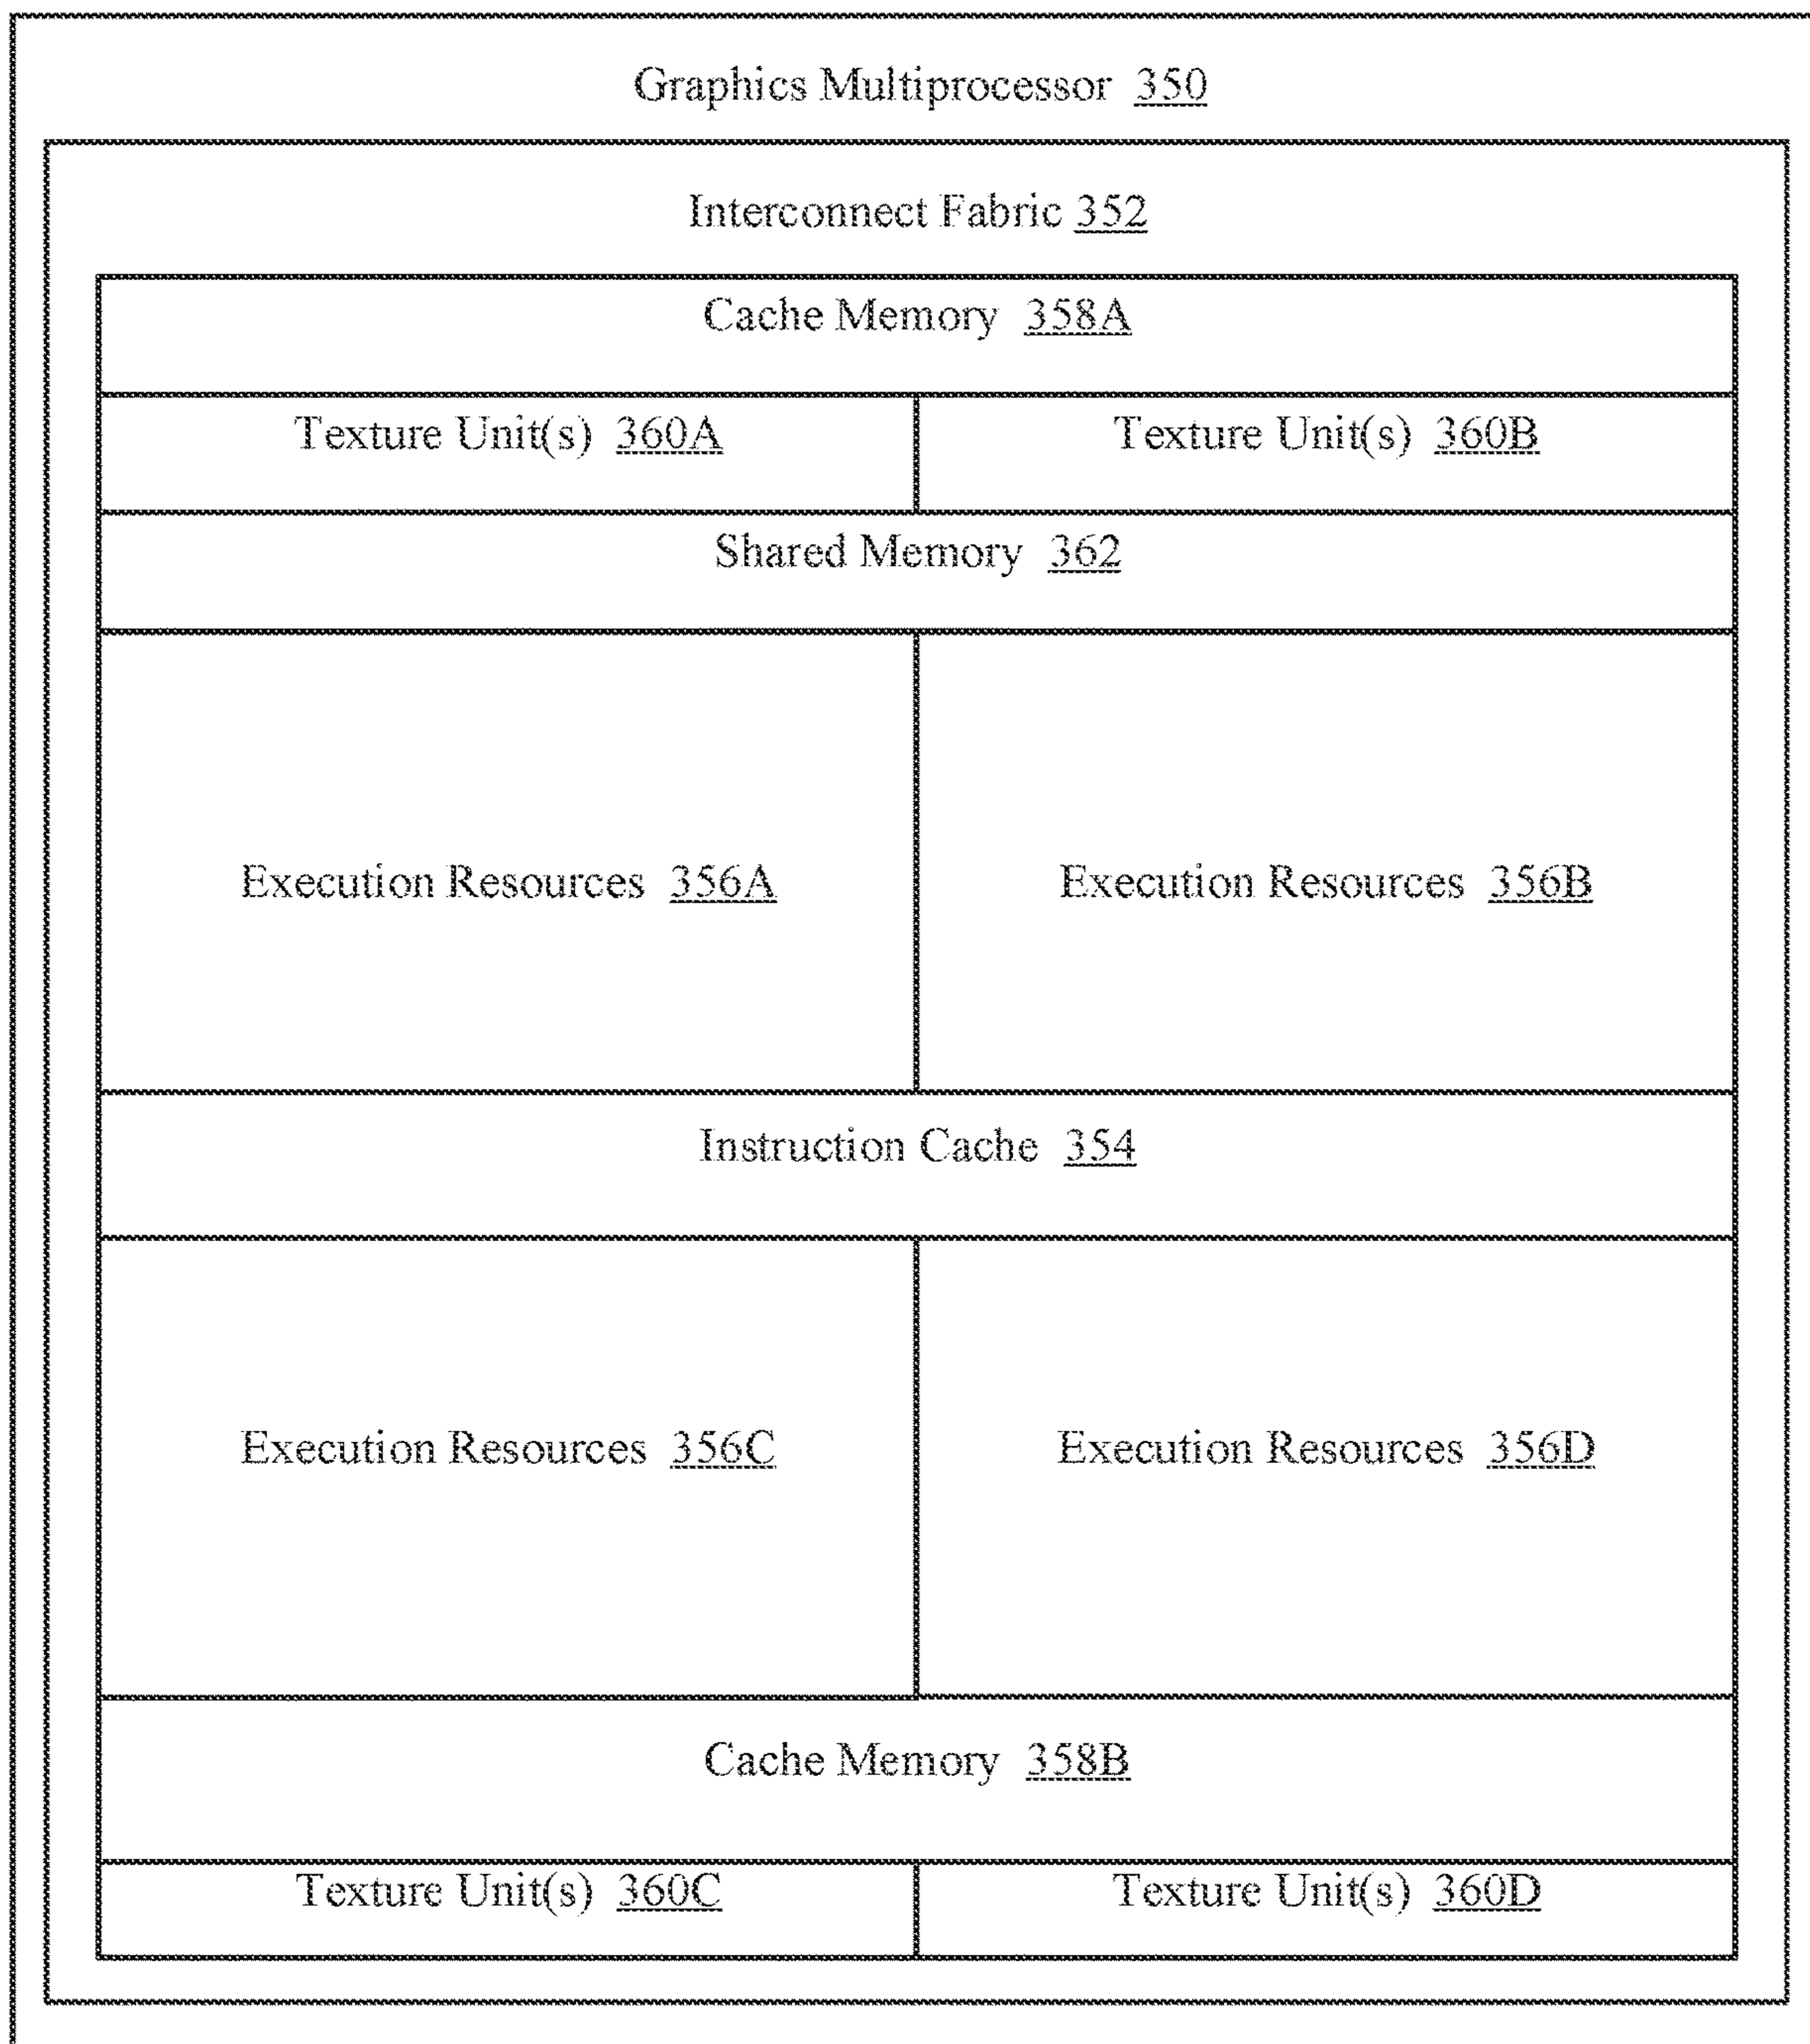 Graphics Multiprocessor 350
Interconnect Fabric 352
Cache Memory 358A
Texture Unit(s) 360A
Texture Unit(s) 360B
Shared Memory 362
Execution Resources 356A
Execution Resources 356B
Instruction Cache 354
Execution Resources 356C
Execution Resources 356D
Cache Memory 358B
Texture Unit(s) 360C
Texture Unit(s) 360D